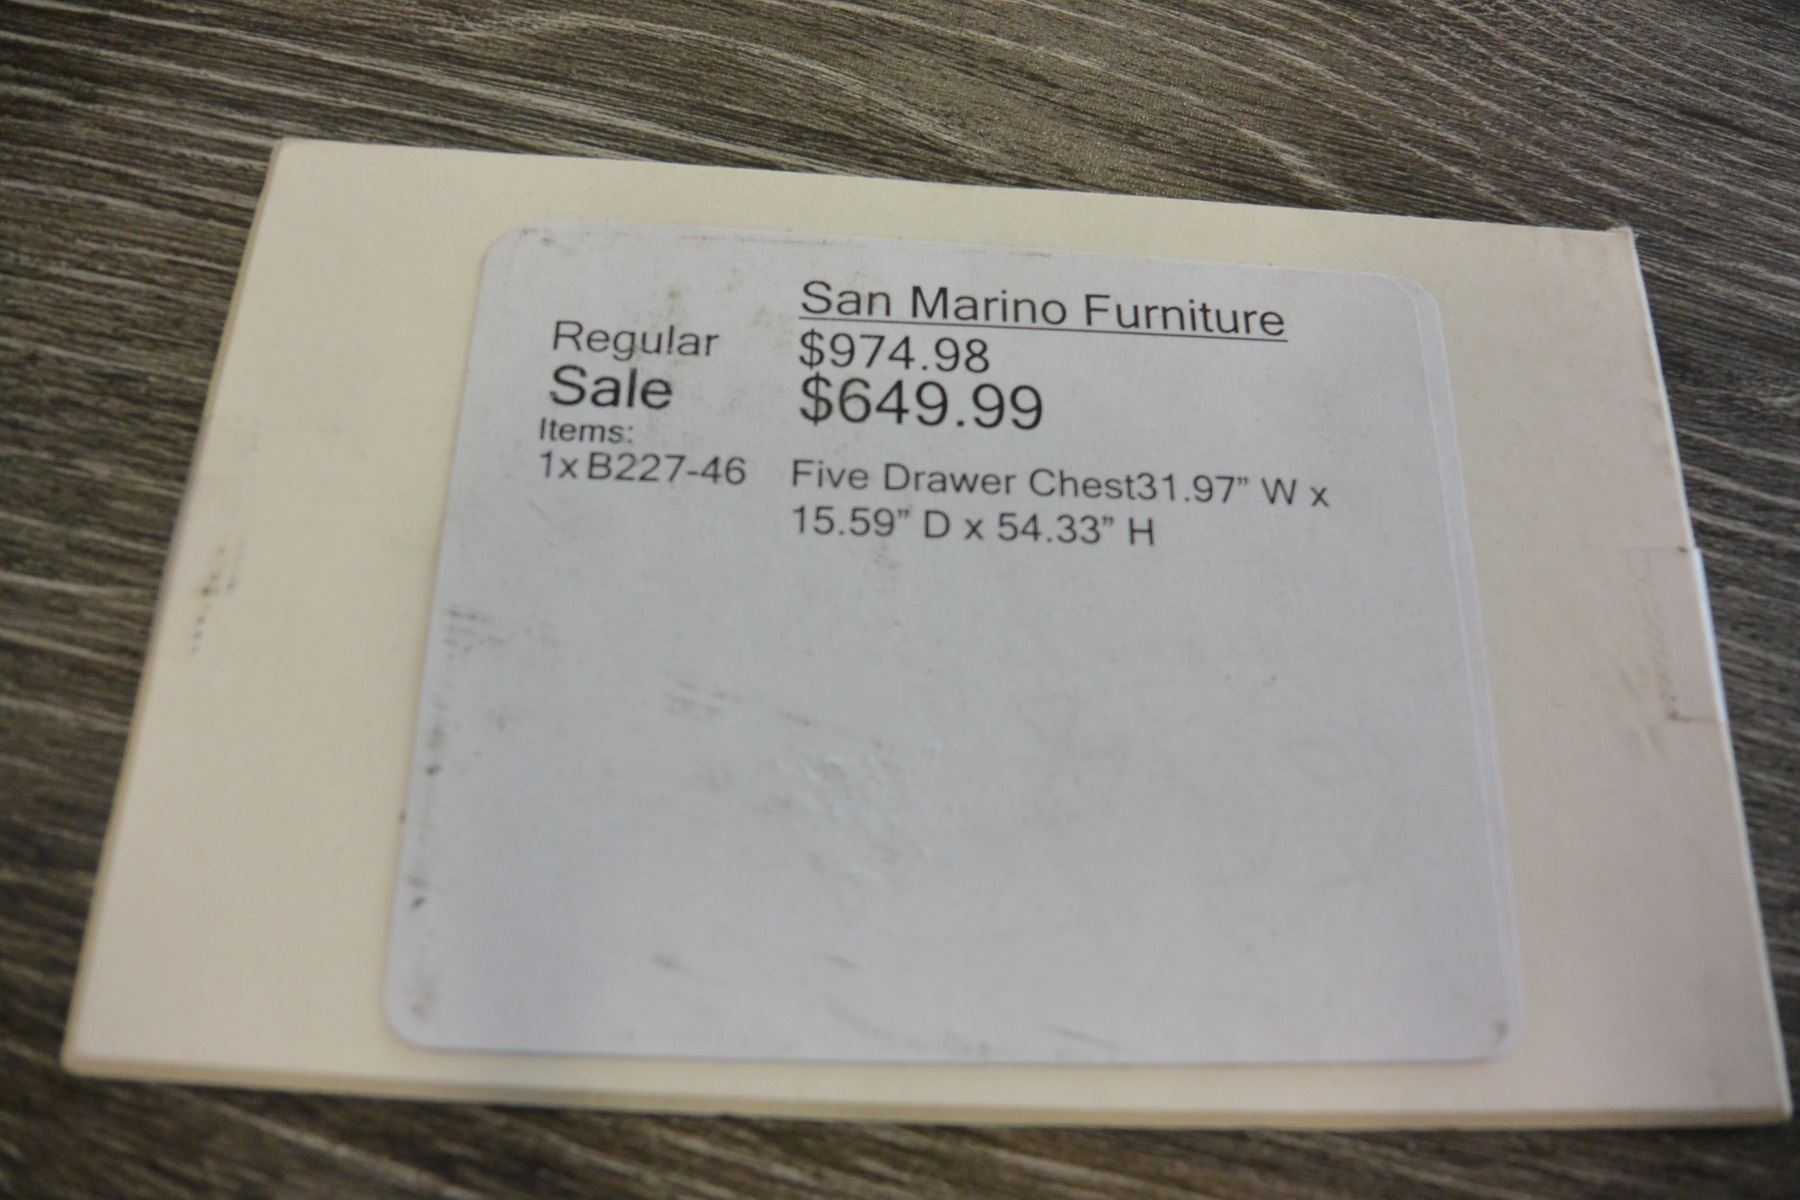 San Marino Furniture
Regular $974.98
Sale $649.99
Items:
1x B227-46 Five Drawer Chest31.97” W x
15.59” D x 54.33” H